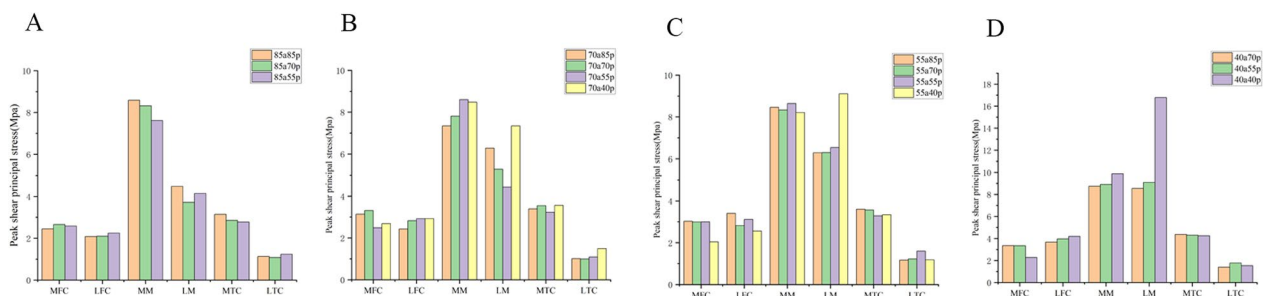 A
85a85p
85a70p
85a55p
Peak shear principal stress(Mpa)
10
8
6
4
2
0
MFC LFC MM LM MTC LTC
B
70a85p
70a70p
70a55p
70a40p
Peak shear principal stress(Mpa)
10
8
6
4
2
0
MFC LFC MM LM MTC LTC
C
55a85p
55a70p
55a55p
55a40p
Peak shear principal stress(Mpa)
10
8
6
4
2
0
MFC LFC MM LM MTC LTC
D
40a70p
40a55p
40a40p
Peak shear principal stress(Mpa)
18
16
14
12
10
8
6
4
2
0
MFC LFC MM LM MTC LTC